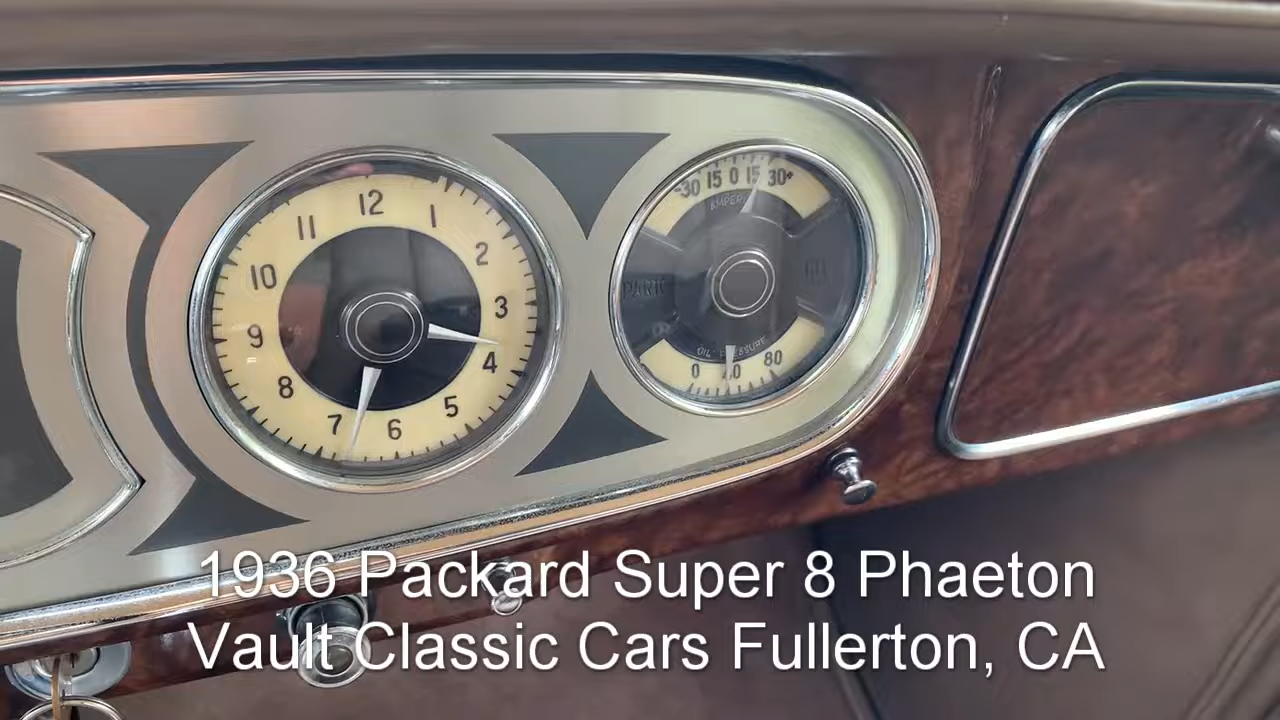 12
11
1
10
2
9
3
8
4
7
6
5
30 15 0 15 30+
AMPERES
PARK
OIL PRESSURE
0
80
1936 Packard Super 8 Phaeton
Vault Classic Cars Fullerton, CA